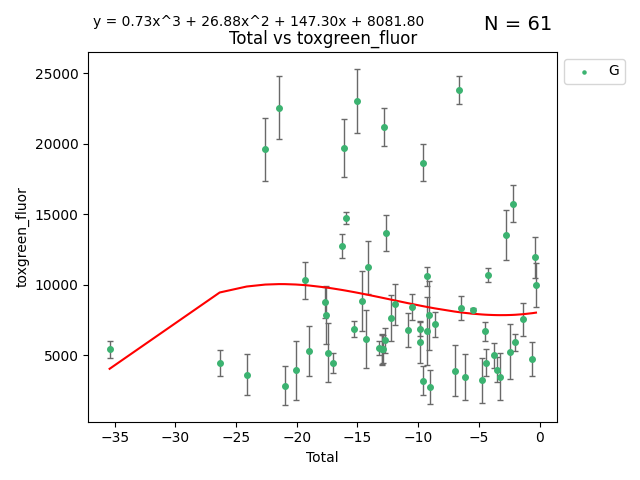 y = 0.73x^3 + 26.88x^2 + 147.30x + 8081.80
N = 61
Total vs toxgreen_fluor
G
25000
20000
15000
10000
5000
toxgreen_fluor
−35
−30
−25
−20
−15
−10
−5
0
Total